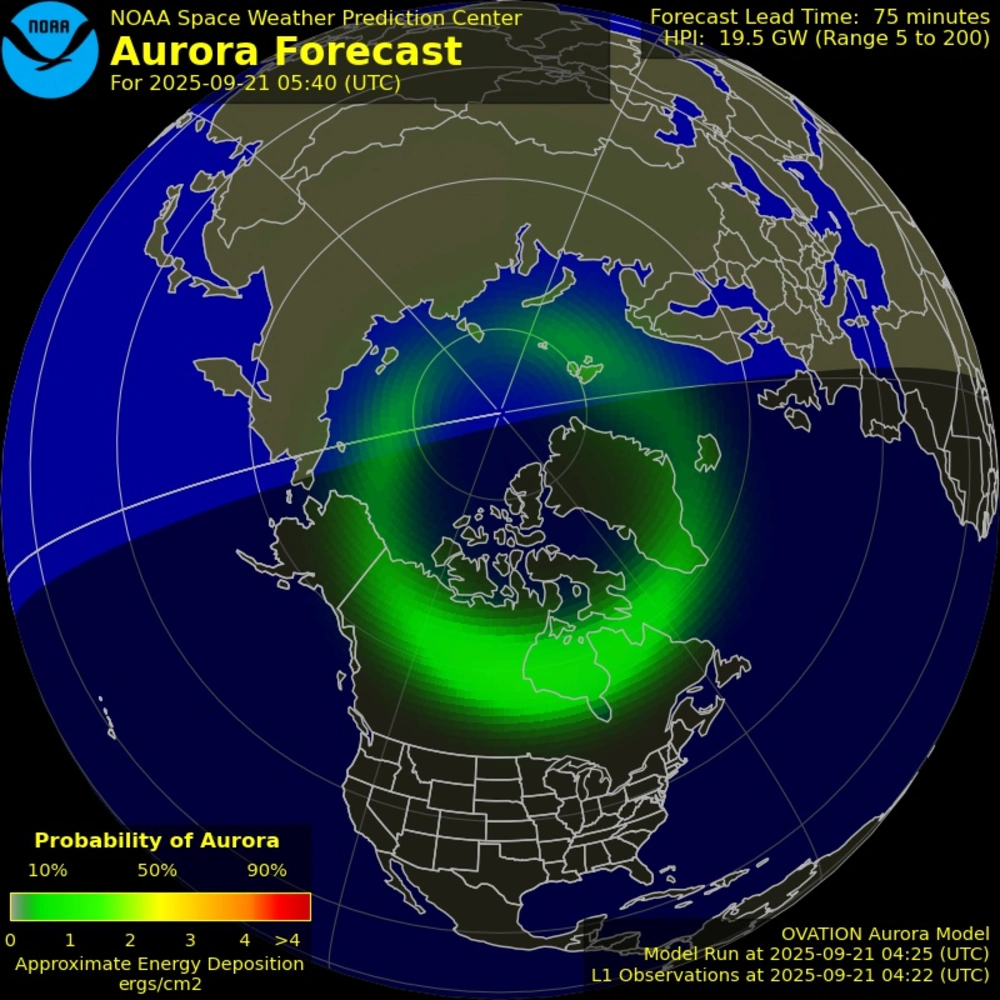 NOAA
NOAA Space Weather Prediction Center
Aurora Forecast
For 2025-09-21 05:40 (UTC)
Forecast Lead Time: 75 minutes
HPI: 19.5 GW (Range 5 to 200)
Probability of Aurora
10% 50% 90%
0 1 2 3 4 >4
Approximate Energy Deposition
ergs/cm2
OVATION Aurora Model
Model Run at 2025-09-21 04:25 (UTC)
L1 Observations at 2025-09-21 04:22 (UTC)